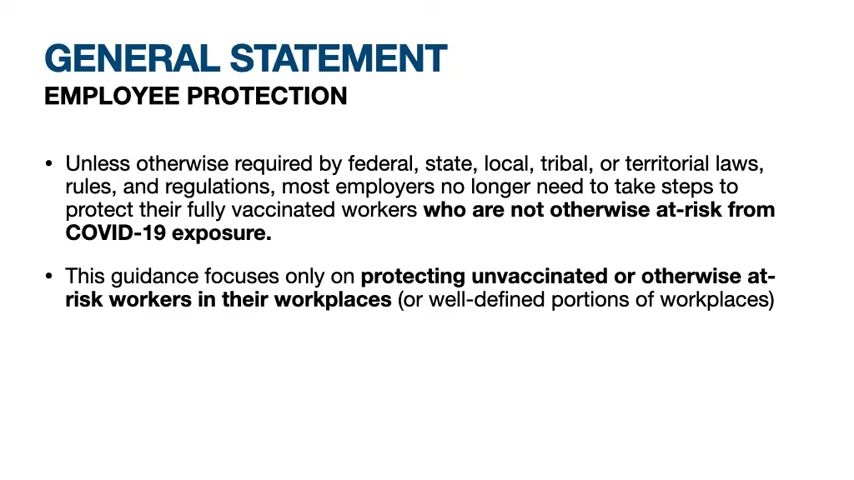 GENERAL STATEMENT
EMPLOYEE PROTECTION
• Unless otherwise required by federal, state, local, tribal, or territorial laws,
rules, and regulations, most employers no longer need to take steps to
protect their fully vaccinated workers who are not otherwise at-risk from
COVID-19 exposure.
• This guidance focuses only on protecting unvaccinated or otherwise at-
risk workers in their workplaces (or well-defined portions of workplaces)